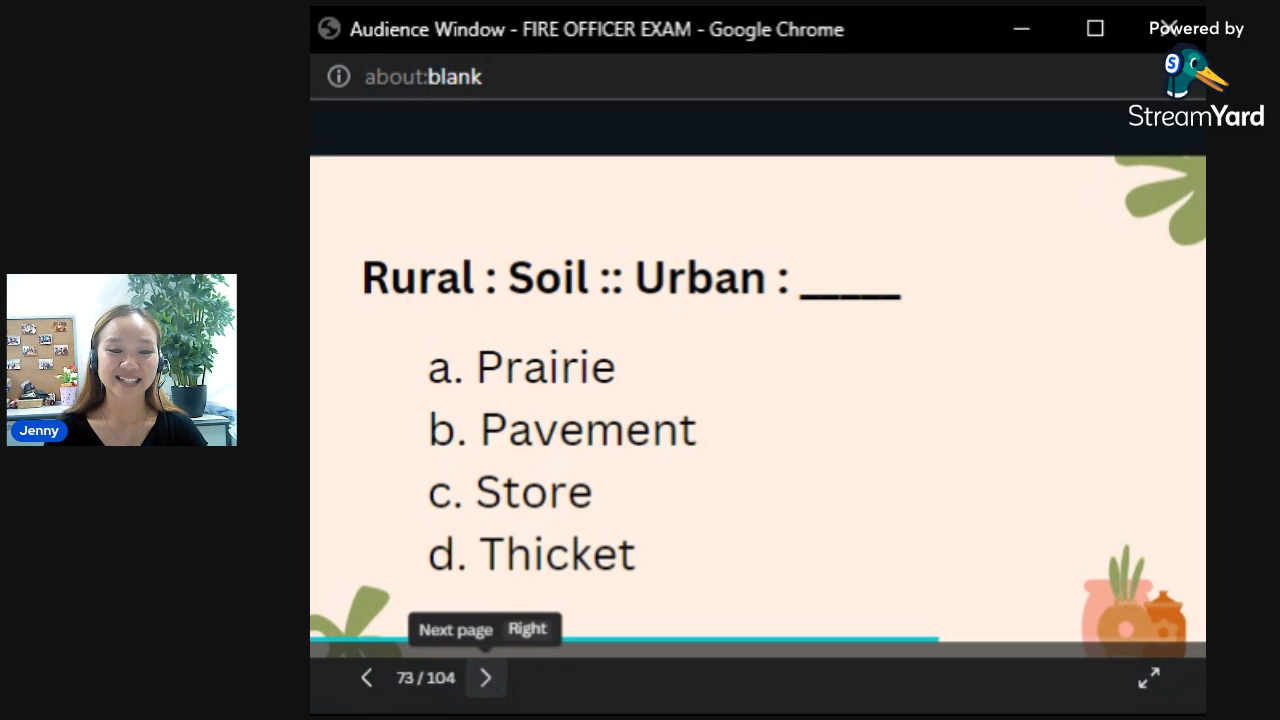 Audience Window - FIRE OFFICER EXAM - Google Chrome
Powered by
about:blank
StreamYard
Rural : Soil :: Urban : _____
a. Prairie
b. Pavement
c. Store
d. Thicket
Jenny
Next page Right
73 / 104